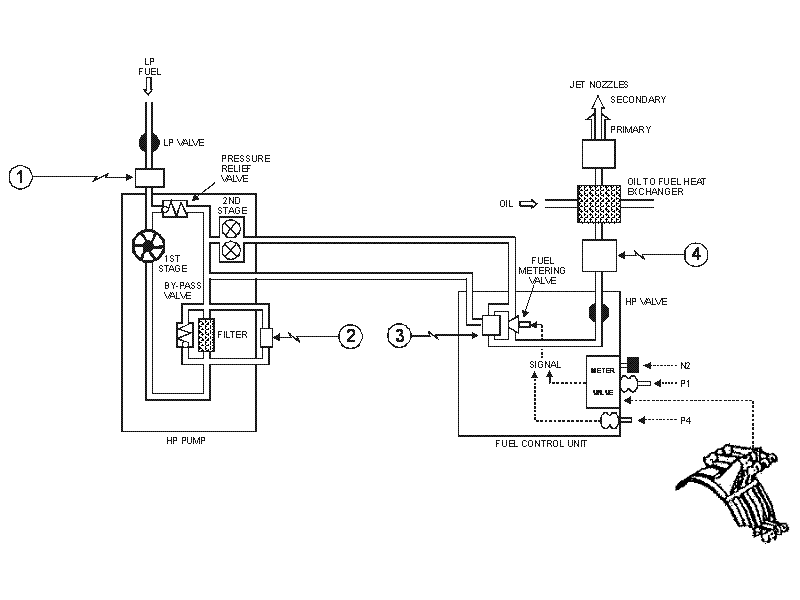 LP
FUEL
JET NOZZLES
SECONDARY
PRIMARY
LP VALVE
PRESSURE
RELIEF
VALVE
1
OIL TO FUEL HEAT
EXCHANGER
OIL
2ND
STAGE
1ST
STAGE
FUEL
METERING
VALVE
4
BY-PASS
VALVE
HP VALVE
FILTER
2
3
SIGNAL
METER
VALVE
N2
P1
P4
HP PUMP
FUEL CONTROL UNIT